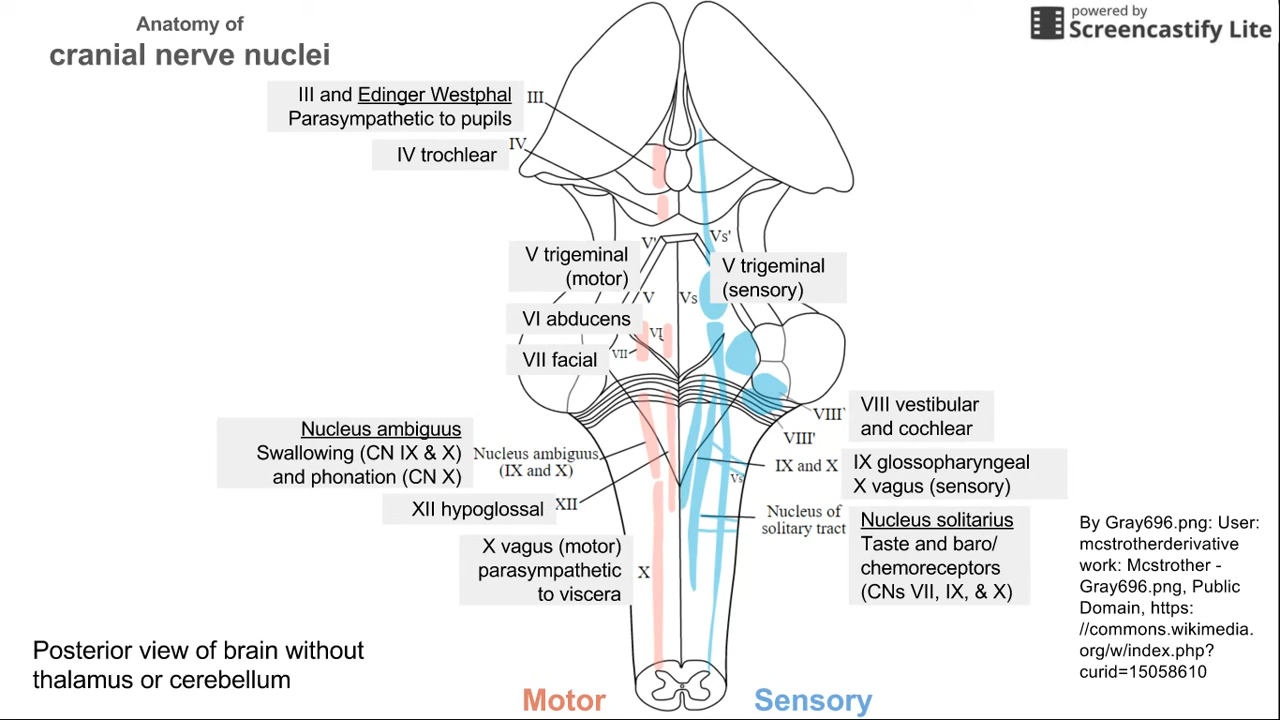 Anatomy of
cranial nerve nuclei
powered by
Screencastify Lite
III and Edinger Westphal
Parasympathetic to pupils
III
IV trochlear
IV
V trigeminal
(motor)
V'
Vs'
V trigeminal
(sensory)
V
Vs
VI abducens
VI
VII facial
VII
VIII'
VIII vestibular
and cochlear
VIII'
Nucleus ambiguus
Swallowing (CN IX & X)
and phonation (CN X)
Nucleus ambiguus
(IX and X)
IX and X
IX glossopharyngeal
X vagus (sensory)
Vs
XII hypoglossal
XII
Nucleus of
solitary tract
Nucleus solitarius
Taste and baro/
chemoreceptors
(CNs VII, IX, & X)
X vagus (motor)
parasympathetic
to viscera
X
By Gray696.png: User:
mcstrotherderivative
work: Mcstrother -
Gray696.png, Public
Domain, https:
//commons.wikimedia.
org/w/index.php?
curid=15058610
Posterior view of brain without
thalamus or cerebellum
Motor
Sensory